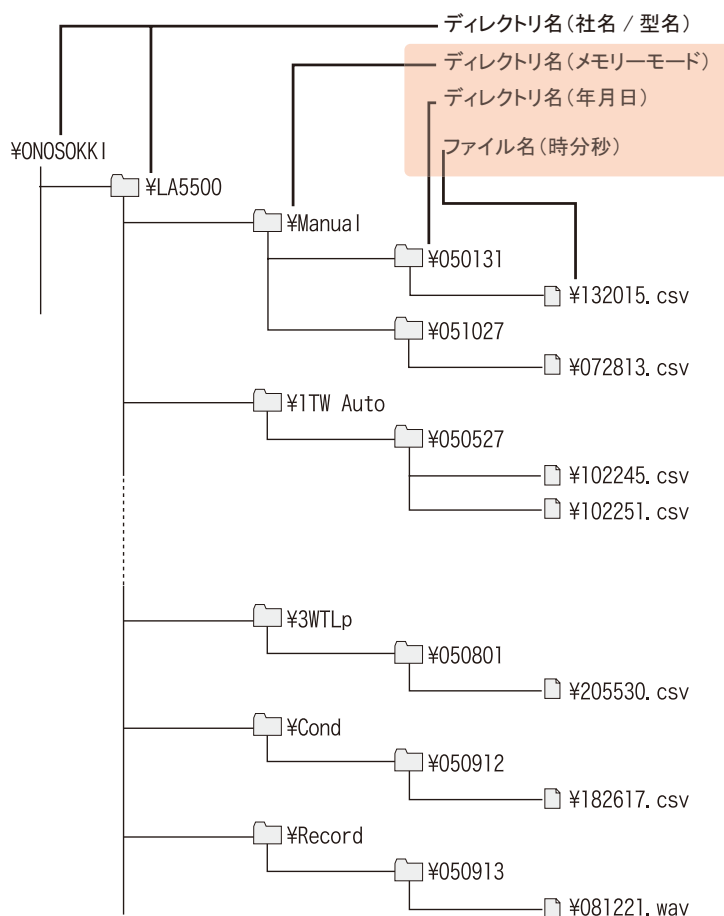 ディレクトリ名(社名 / 型名)
ディレクトリ名(メモリーモード)
ディレクトリ名(年月日)
ファイル名(時分秒)
¥ONOSOKKI
¥LA5500
¥Manual
¥050131
¥132015.csv
¥051027
¥072813.csv
¥1TW Auto
¥050527
¥102245.csv
¥102251.csv
¥3WTLp
¥050801
¥205530.csv
¥Cond
¥050912
¥182617.csv
¥Record
¥050913
¥081221.wav